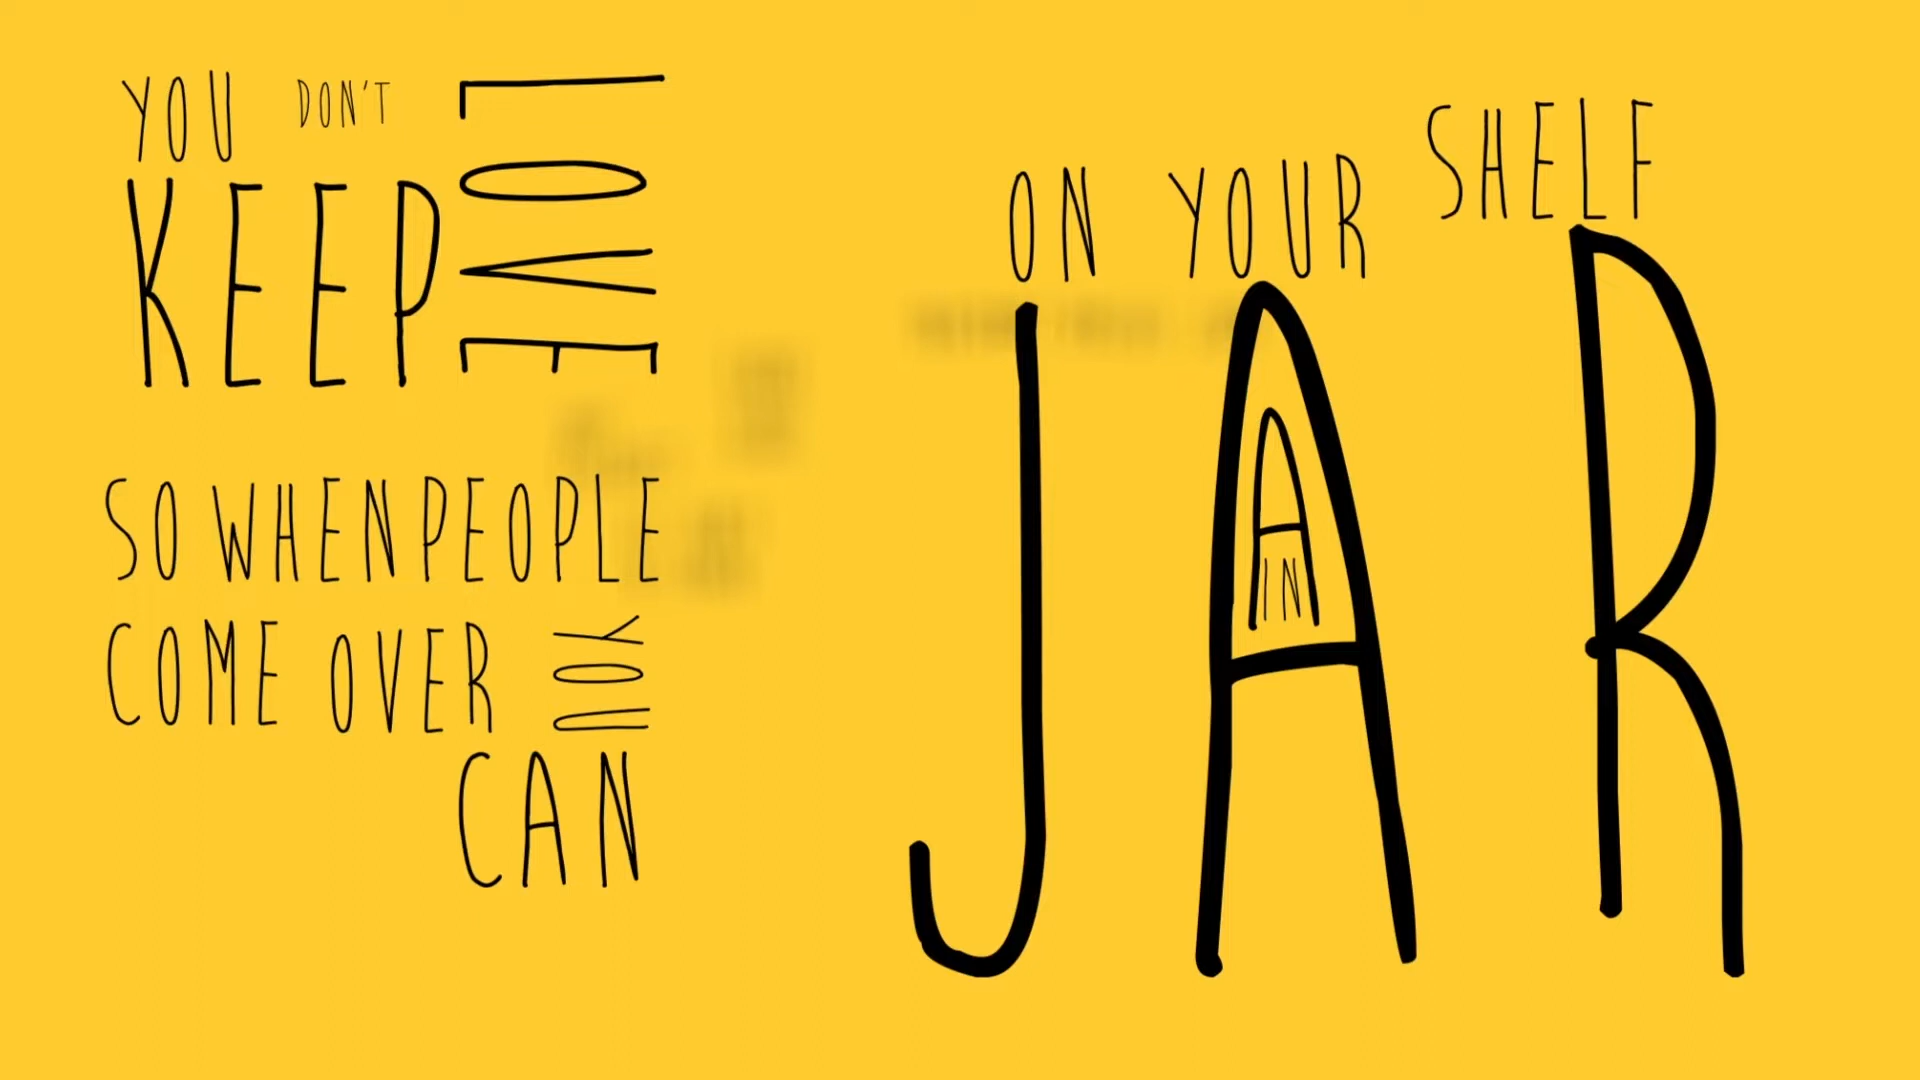 YOU DON'T
KEEP
LOVE
IN
A
JAR
ON YOUR
SHELF
SO WHEN PEOPLE
COME OVER
YOU
CAN